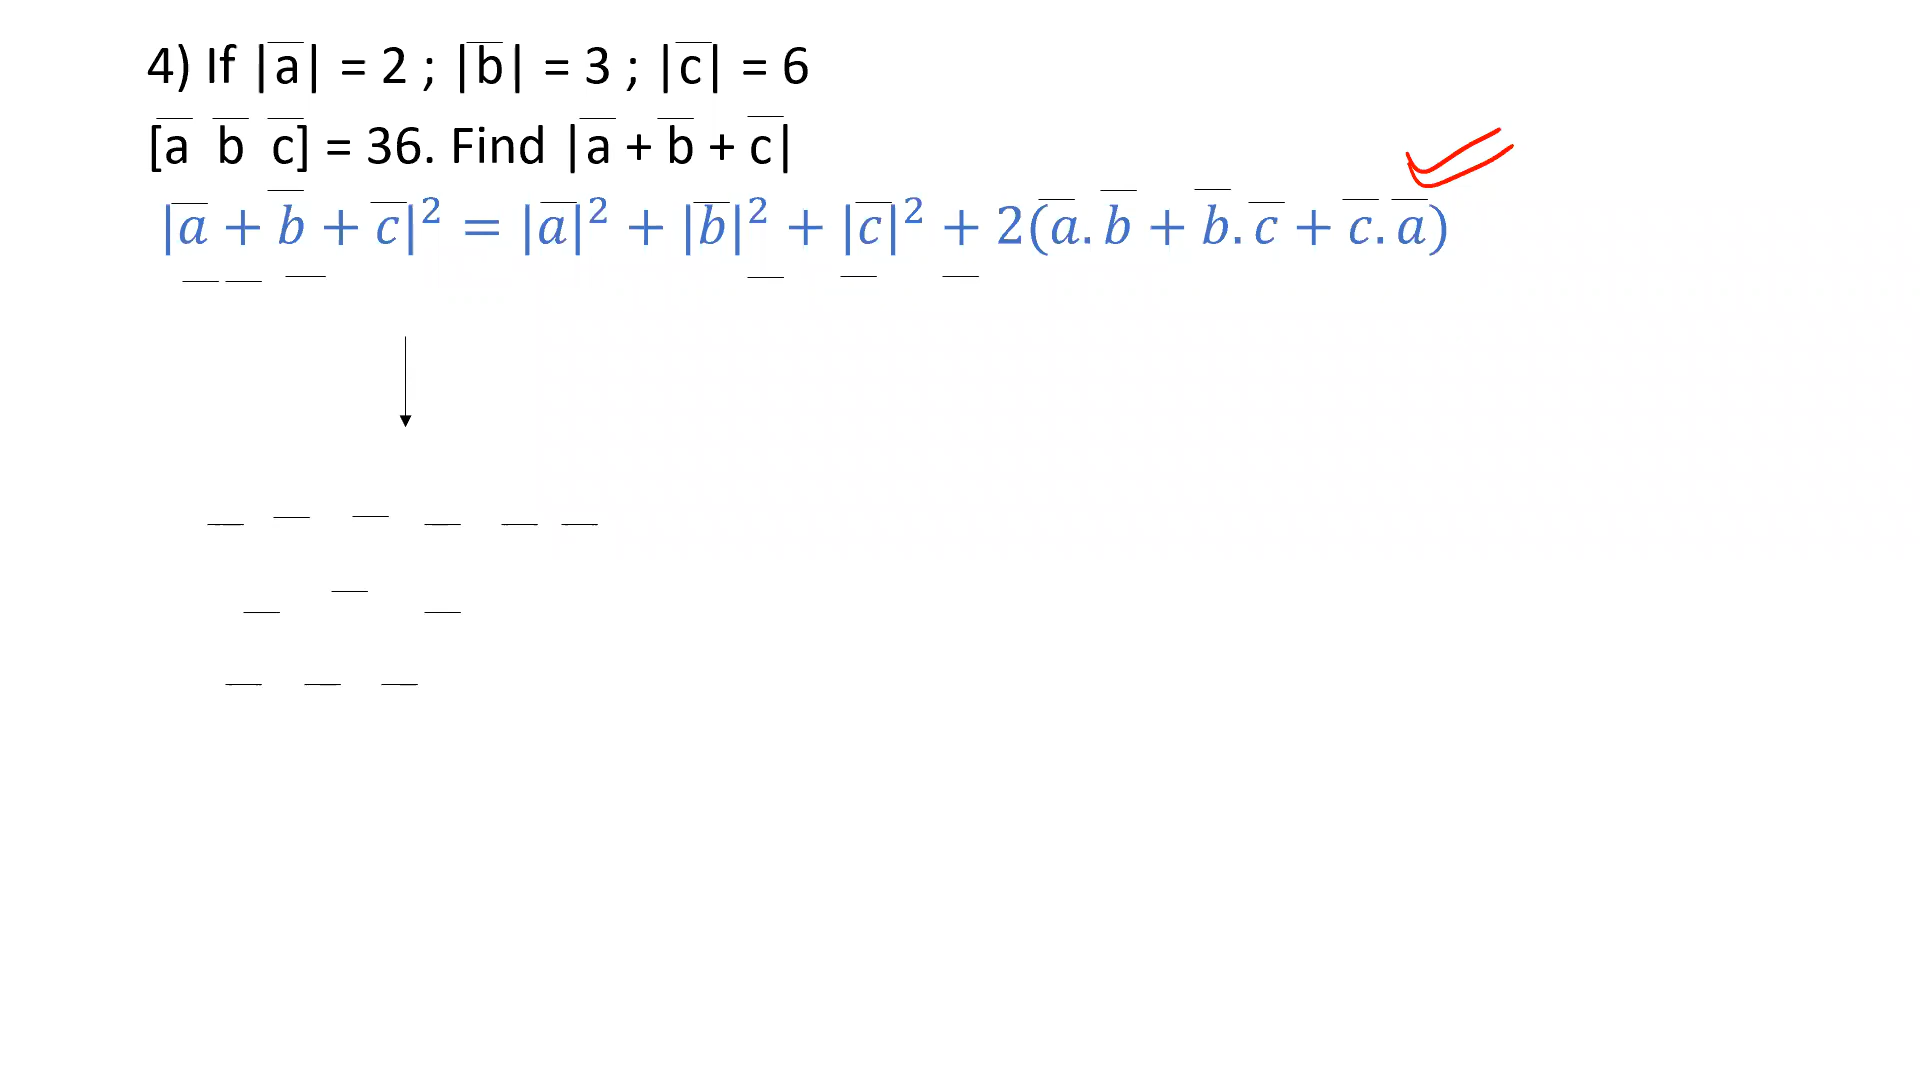 4) If |a̅| = 2 ; |b̅| = 3 ; |c̅| = 6
[a̅ b̅ c̅] = 36. Find |a̅ + b̅ + c̅|
|a̅ + b̅ + c̅|² = |a̅|² + |b̅|² + |c̅|² + 2(a̅. b̅ + b̅. c̅ + c̅. a̅)